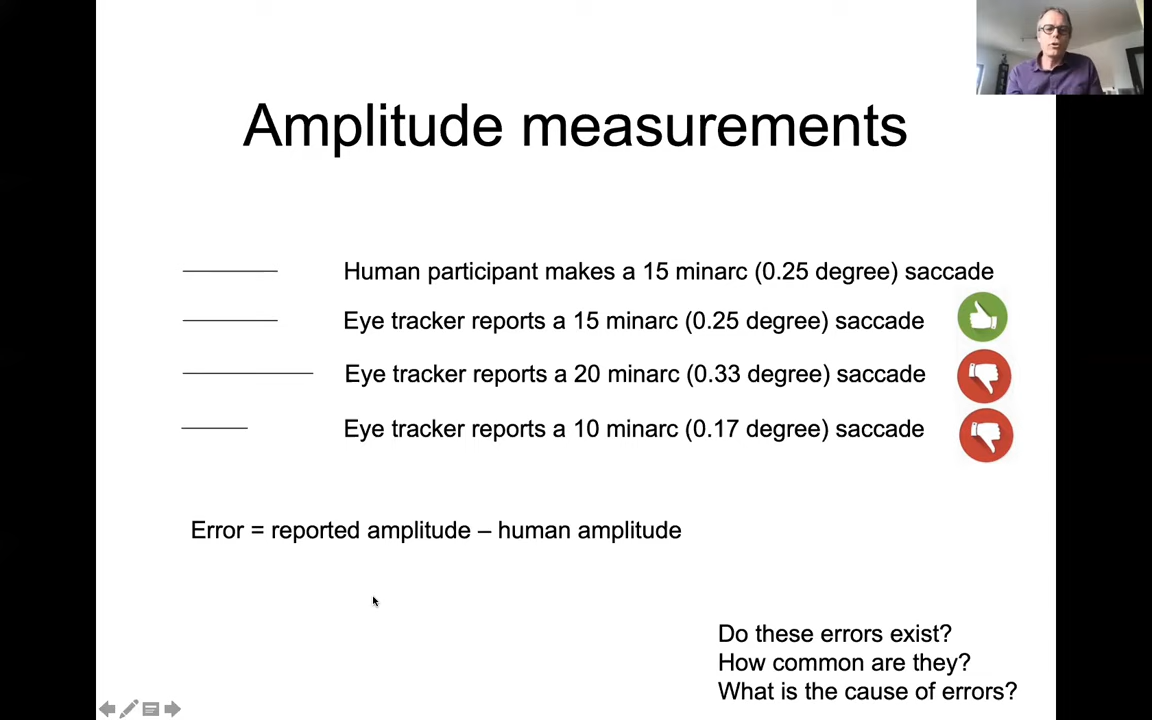 Amplitude measurements
Human participant makes a 15 minarc (0.25 degree) saccade
Eye tracker reports a 15 minarc (0.25 degree) saccade
Eye tracker reports a 20 minarc (0.33 degree) saccade
Eye tracker reports a 10 minarc (0.17 degree) saccade
Error = reported amplitude – human amplitude
Do these errors exist?
How common are they?
What is the cause of errors?